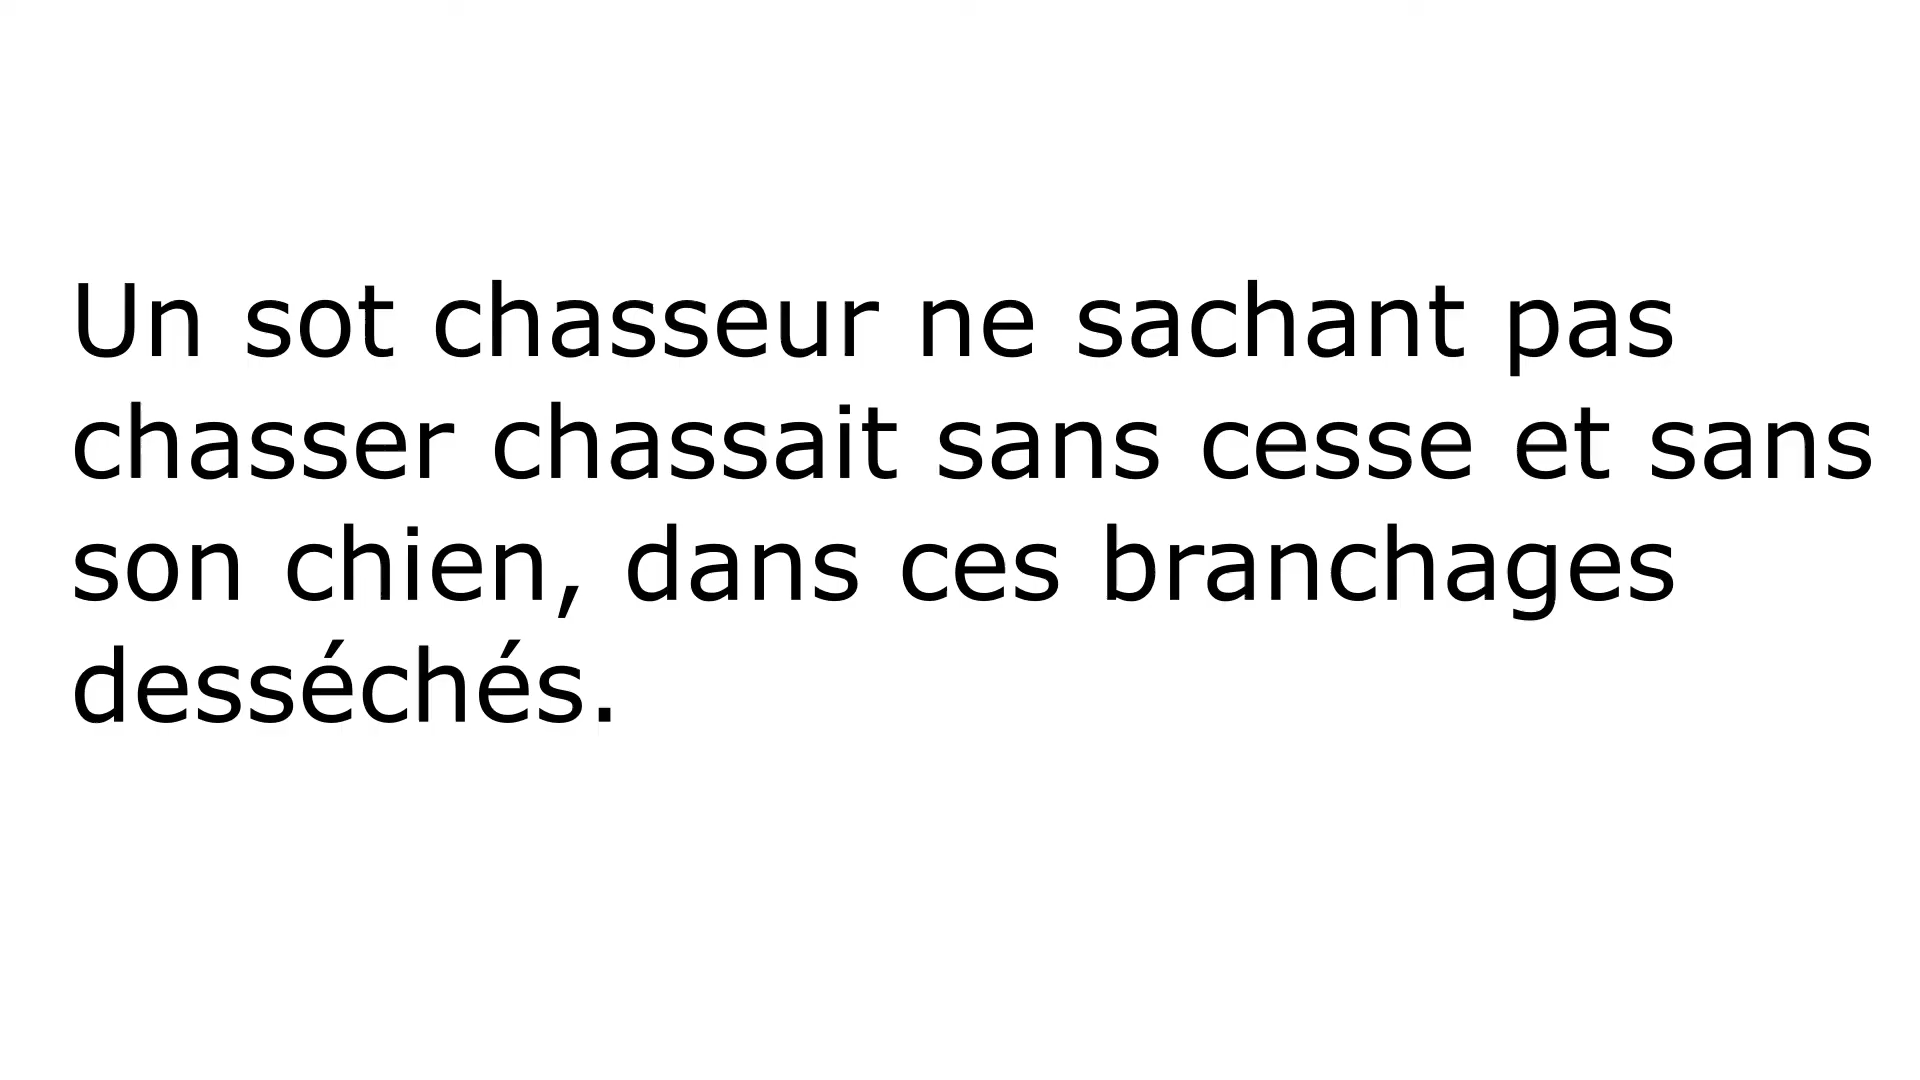 Un sot chasseur ne sachant pas
chasser chassait sans cesse et sans
son chien, dans ces branchages
desséchés.